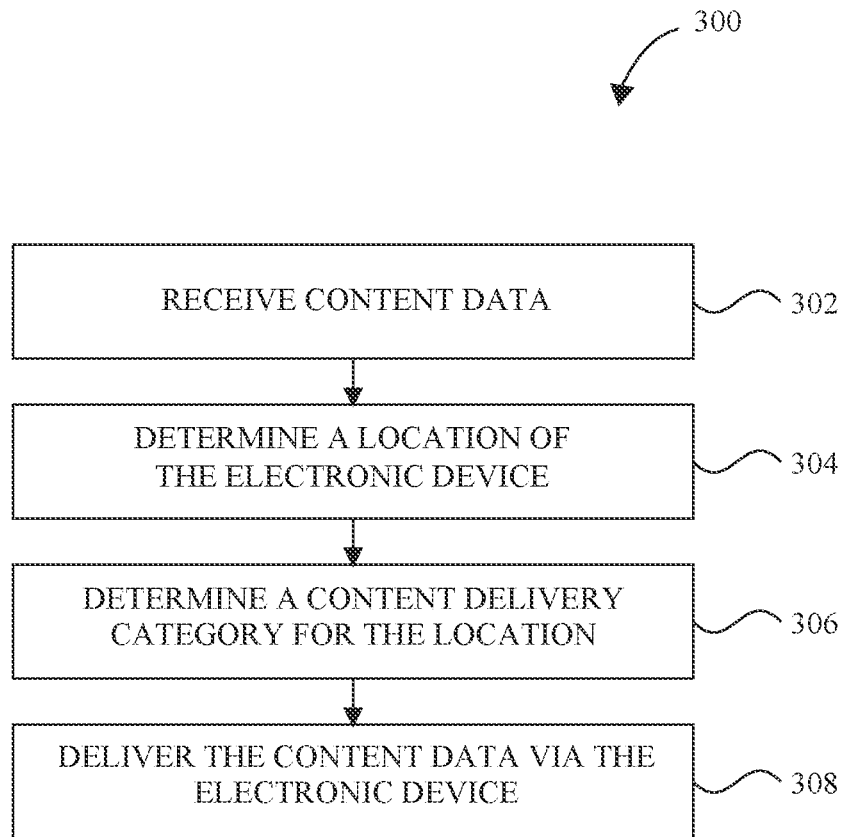 300
RECEIVE CONTENT DATA
302
DETERMINE A LOCATION OF
THE ELECTRONIC DEVICE
304
DETERMINE A CONTENT DELIVERY
CATEGORY FOR THE LOCATION
306
DELIVER THE CONTENT DATA VIA THE
ELECTRONIC DEVICE
308